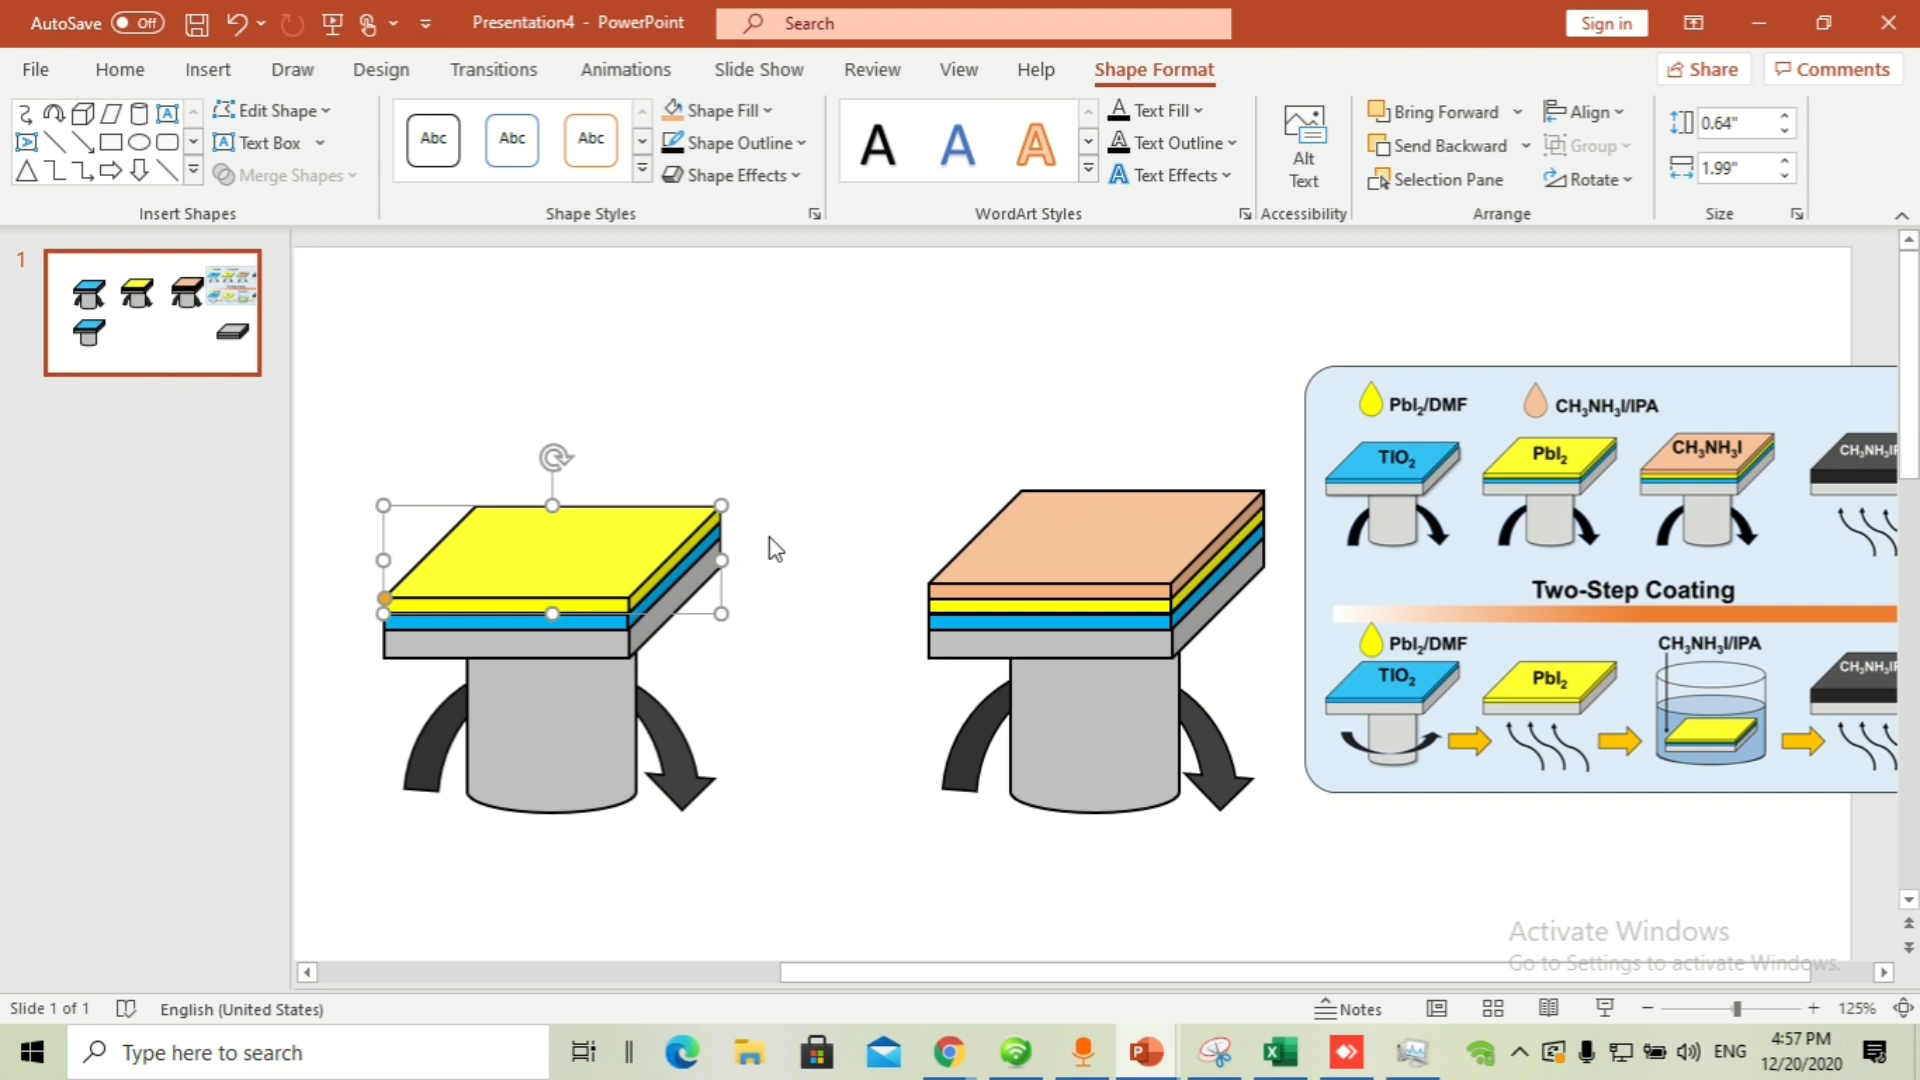 AutoSave Off Presentation4 - PowerPoint Search Sign in
File Home Insert Draw Design Transitions Animations Slide Show Review View Help Shape Format Share Comments
Edit Shape
Text Box
Merge Shapes
Insert Shapes
Abc Abc Abc
Shape Fill
Shape Outline
Shape Effects
Shape Styles
A A A
Text Fill
Text Outline
Text Effects
WordArt Styles
Alt
Text
Accessibility
Bring Forward
Send Backward
Selection Pane
Align
Group
Rotate
Arrange
0.64"
1.99"
Size
1
PbI₂/DMF CH₃NH₃I/IPA
TIO₂ PbI₂ CH₃NH₃I
Two-Step Coating
PbI₂/DMF CH₃NH₃I/IPA
TIO₂ PbI₂
Activate Windows
Go to Settings to activate Windows.
Slide 1 of 1 English (United States) Notes 125%
Type here to search ENG 4:57 PM
12/20/2020